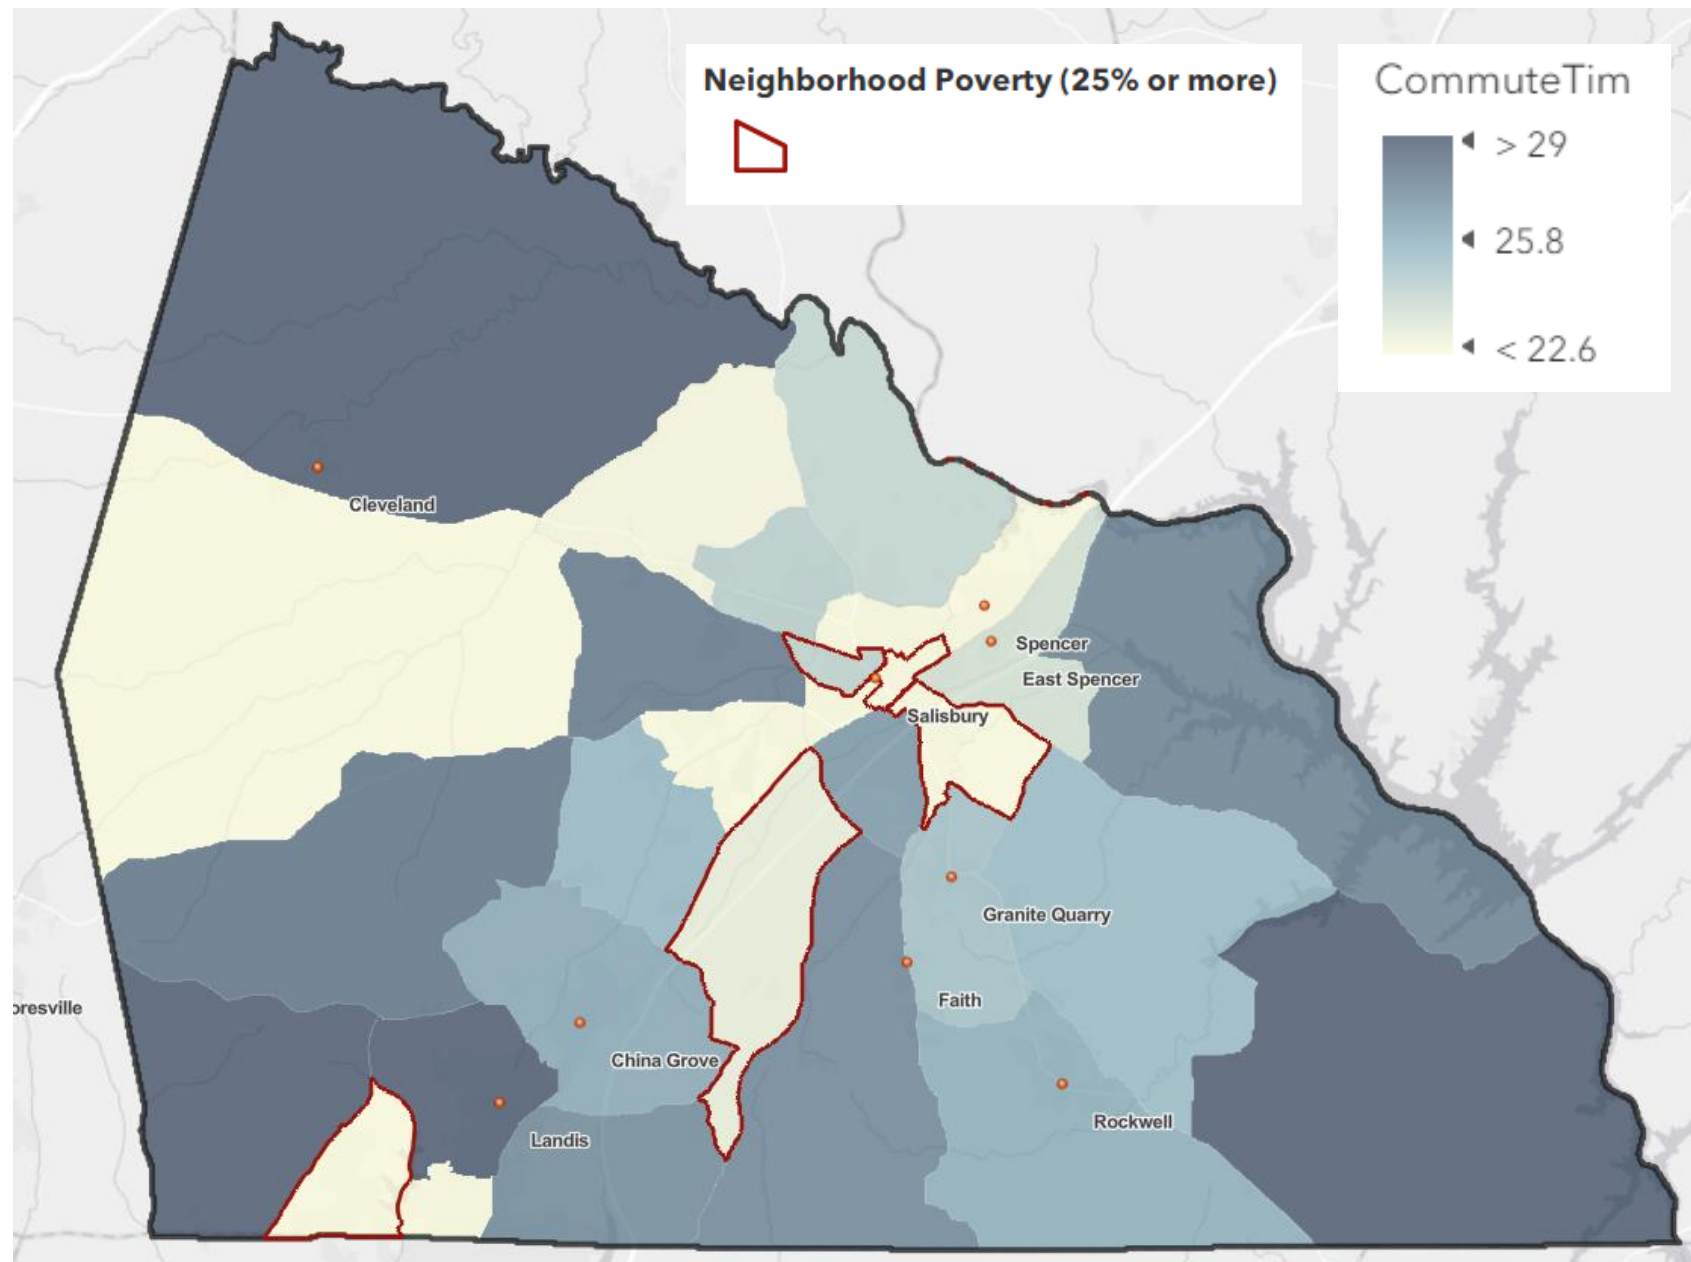 Neighborhood Poverty (25% or more)
CommuteTim
> 29
25.8
< 22.6
Cleveland
Spencer
East Spencer
Salisbury
Granite Quarry
Faith
oresville
China Grove
Rockwell
Landis